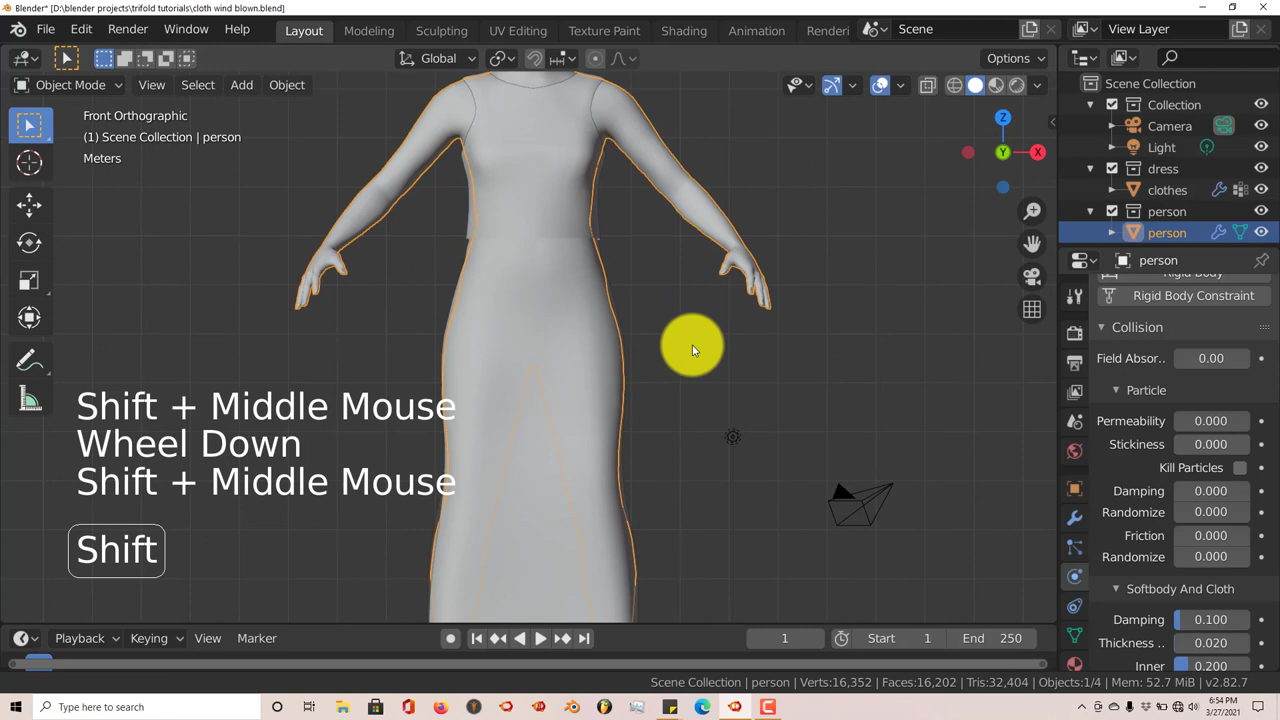 Blender* [D:\blender projects\trifold tutorials\cloth wind blown.blend]
File Edit Render Window Help Layout Modeling Sculpting UV Editing Texture Paint Shading Animation Renderi Scene View Layer
Global Options
Object Mode View Select Add Object
Front Orthographic
(1) Scene Collection | person
Meters
Z
Y
X
Scene Collection
Collection
Camera
Light
dress
clothes
person
person
person
Rigid Body
Rigid Body Constraint
Collision
Field Absor.. 0.00
Particle
Permeability 0.000
Stickiness 0.000
Kill Particles
Damping 0.000
Randomize 0.000
Friction 0.000
Randomize 0.000
Softbody And Cloth
Damping 0.100
Thickness .. 0.020
Inner 0.200
Shift + Middle Mouse
Wheel Down
Shift + Middle Mouse
Shift
Playback Keying View Marker 1 Start 1 End 250
Scene Collection | person | Verts:16,352 | Faces:16,202 | Tris:32,404 | Objects:1/4 | Mem: 52.7 MiB | v2.82.7
Type here to search
6:54 PM
3/27/2021